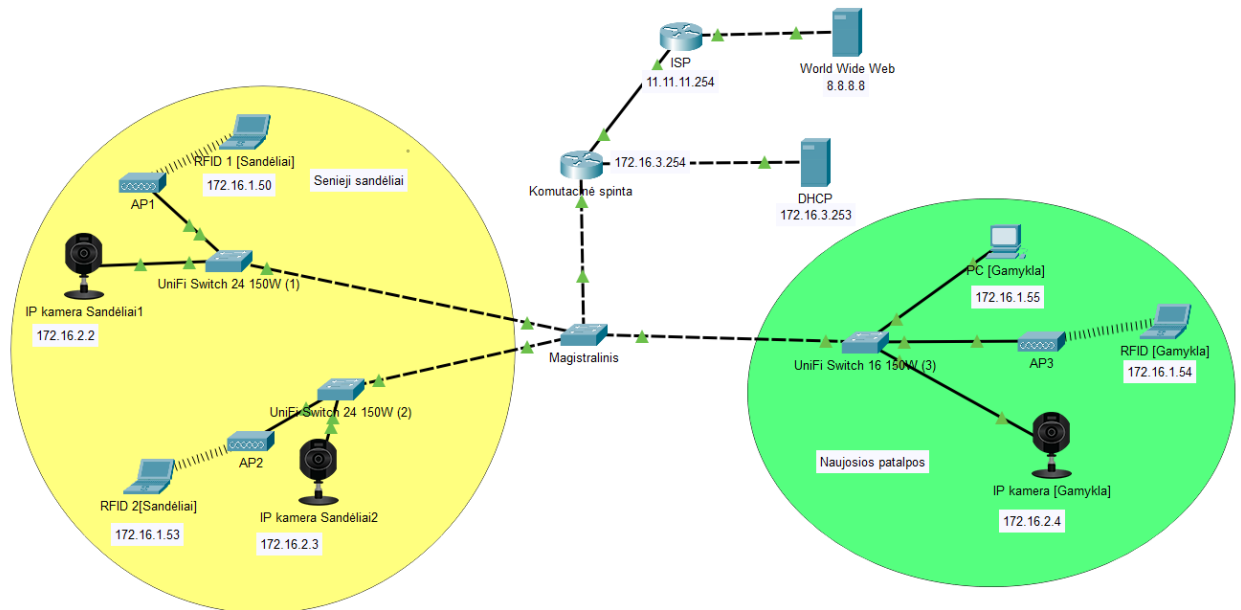 ISP
11.11.11.254
World Wide Web
8.8.8.8
172.16.3.254
Komutacinė spinta
DHCP
172.16.3.253
RFID 1 [Sandėliai]
172.16.1.50
Senieji sandėliai
AP1
UniFi Switch 24 150W (1)
IP kamera Sandėliai1
172.16.2.2
Magistralinis
UniFi Switch 24 150W (2)
AP2
RFID 2[Sandėliai]
172.16.1.53
IP kamera Sandėliai2
172.16.2.3
PC [Gamykla]
172.16.1.55
UniFi Switch 16 150W (3)
AP3
RFID [Gamykla]
172.16.1.54
Naujosios patalpos
IP kamera [Gamykla]
172.16.2.4